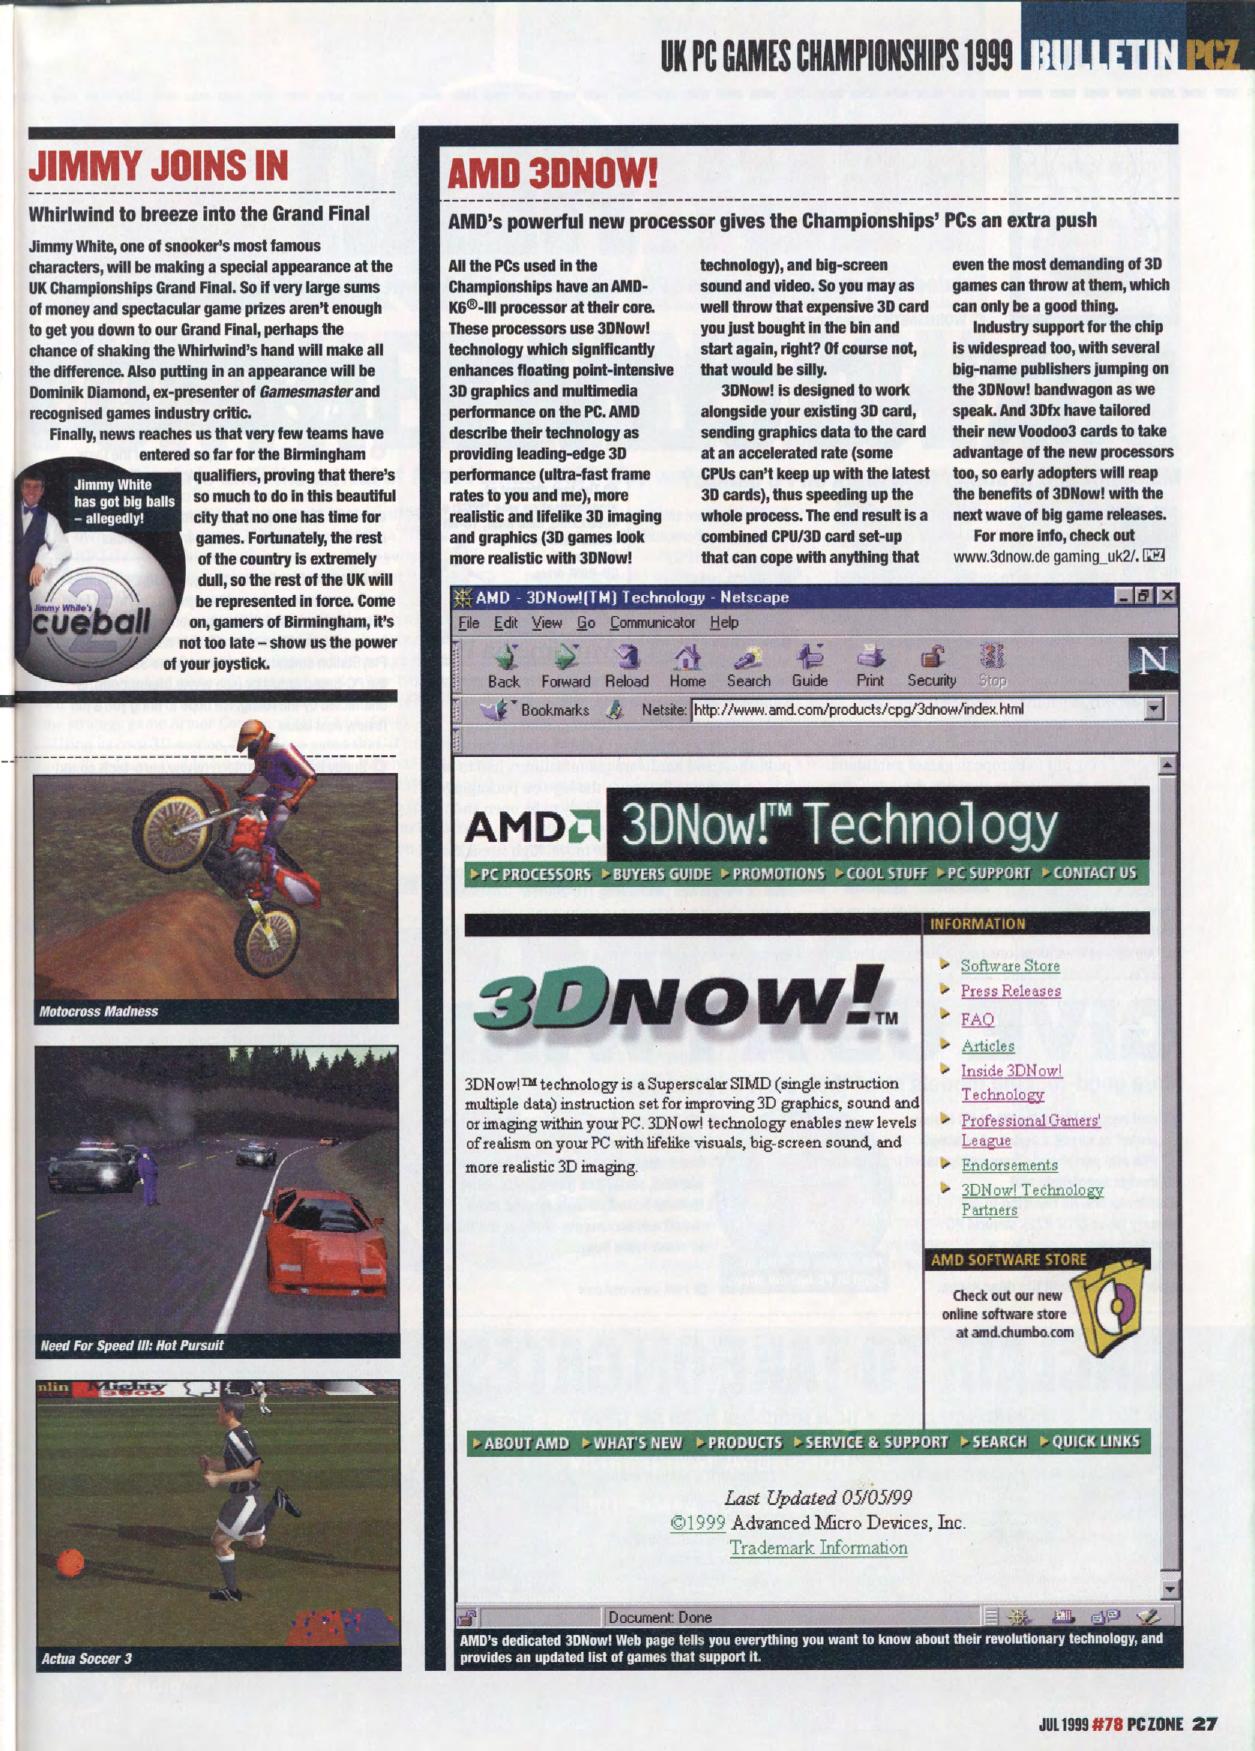 UK PC GAMES CHAMPIONSHIPS 1999 BULLETIN PCZ
JIMMY JOINS IN
Whirlwind to breeze into the Grand Final
Jimmy White, one of snooker's most famous
characters, will be making a special appearance at the
UK Championships Grand Final. So if very large sums
of money and spectacular game prizes aren't enough
to get you down to our Grand Final, perhaps the
chance of shaking the Whirlwind's hand will make all
the difference. Also putting in an appearance will be
Dominik Diamond, ex-presenter of Gamesmaster and
recognised games industry critic.
Finally, news reaches us that very few teams have
entered so far for the Birmingham
qualifiers, proving that there's
so much to do in this beautiful
city that no one has time for
games. Fortunately, the rest
of the country is extremely
dull, so the rest of the UK will
be represented in force. Come
on, gamers of Birmingham, it's
not too late – show us the power
of your joystick.
Jimmy White
has got big balls
– allegedly!
Jimmy White's
2
cueball
Motocross Madness
Need For Speed III: Hot Pursuit
nlin Mighty
3800
Actua Soccer 3
AMD 3DNOW!
AMD's powerful new processor gives the Championships' PCs an extra push
All the PCs used in the
Championships have an AMD-
K6®-III processor at their core.
These processors use 3DNow!
technology which significantly
enhances floating point-intensive
3D graphics and multimedia
performance on the PC. AMD
describe their technology as
providing leading-edge 3D
performance (ultra-fast frame
rates to you and me), more
realistic and lifelike 3D imaging
and graphics (3D games look
more realistic with 3DNow!
technology), and big-screen
sound and video. So you may as
well throw that expensive 3D card
you just bought in the bin and
start again, right? Of course not,
that would be silly.
3DNow! is designed to work
alongside your existing 3D card,
sending graphics data to the card
at an accelerated rate (some
CPUs can't keep up with the latest
3D cards), thus speeding up the
whole process. The end result is a
combined CPU/3D card set-up
that can cope with anything that
even the most demanding of 3D
games can throw at them, which
can only be a good thing.
Industry support for the chip
is widespread too, with several
big-name publishers jumping on
the 3DNow! bandwagon as we
speak. And 3Dfx have tailored
their new Voodoo3 cards to take
advantage of the new processors
too, so early adopters will reap
the benefits of 3DNow! with the
next wave of big game releases.
For more info, check out
www.3dnow.de gaming_uk2/. PCZ
AMD - 3DNow!(TM) Technology - Netscape
File Edit View Go Communicator Help
Back Forward Reload Home Search Guide Print Security Stop
N
Bookmarks Netsite: http://www.amd.com/products/cpg/3dnow/index.html
AMD 3DNow!™ Technology
PC PROCESSORS BUYERS GUIDE PROMOTIONS COOL STUFF PC SUPPORT CONTACT US
3DNOW!™
3DNow!™ technology is a Superscalar SIMD (single instruction
multiple data) instruction set for improving 3D graphics, sound and
or imaging within your PC. 3DNow! technology enables new levels
of realism on your PC with lifelike visuals, big-screen sound, and
more realistic 3D imaging.
INFORMATION
Software Store
Press Releases
FAQ
Articles
Inside 3DNow!
Technology
Professional Gamers'
League
Endorsements
3DNow! Technology
Partners
AMD SOFTWARE STORE
Check out our new
online software store
at amd.chumbo.com
ABOUT AMD WHAT'S NEW PRODUCTS SERVICE & SUPPORT SEARCH QUICK LINKS
Last Updated 05/05/99
©1999 Advanced Micro Devices, Inc.
Trademark Information
Document: Done
AMD's dedicated 3DNow! Web page tells you everything you want to know about their revolutionary technology, and
provides an updated list of games that support it.
JUL 1999 #78 PC ZONE 27